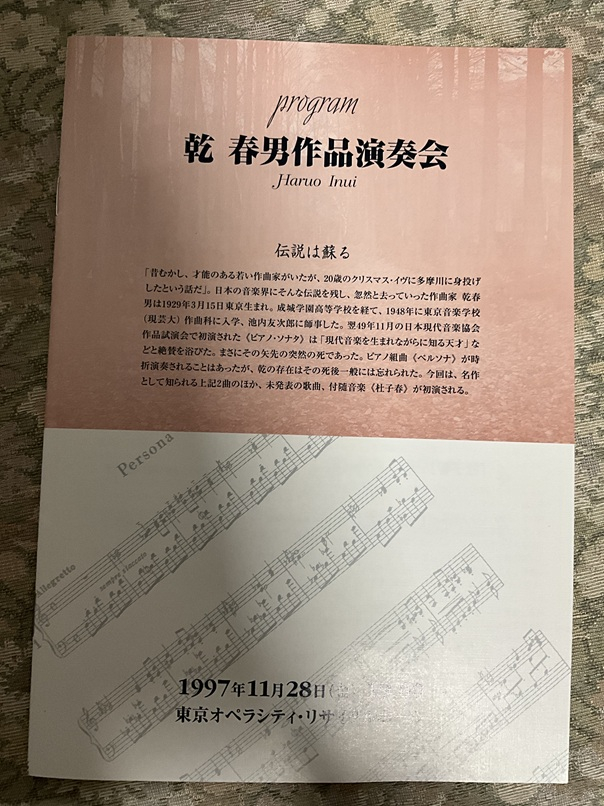 program
乾 春男作品演奏会
Haruo Inui
伝説は蘇る
「昔むかし、才能のある若い作曲家がいたが、20歳のクリスマス・イヴに多摩川に身投げ
したという話だ」。日本の音楽界にそんな伝説を残し、忽然と去っていった作曲家 乾春
男は1929年3月15日東京生まれ。成城学園高等学校を経て、1948年に東京音楽学校
(現芸大)作曲科に入学、池内友次郎に師事した。翌49年11月の日本現代音楽協会
作品試演会で初演された《ピアノ・ソナタ》は「現代音楽を生まれながらに知る天才」な
どと絶賛を浴びた。まさにその矢先の突然の死であった。ピアノ組曲《ペルソナ》が時
折演奏されることはあったが、乾の存在はその死後一般には忘れられた。今回は、名作
として知られる上記2曲のほか、未発表の歌曲、付随音楽《杜子春》が初演される。
Persona
Allegretto
sempre staccato
1997年11月28日(
東京オペラシティ・リサイ